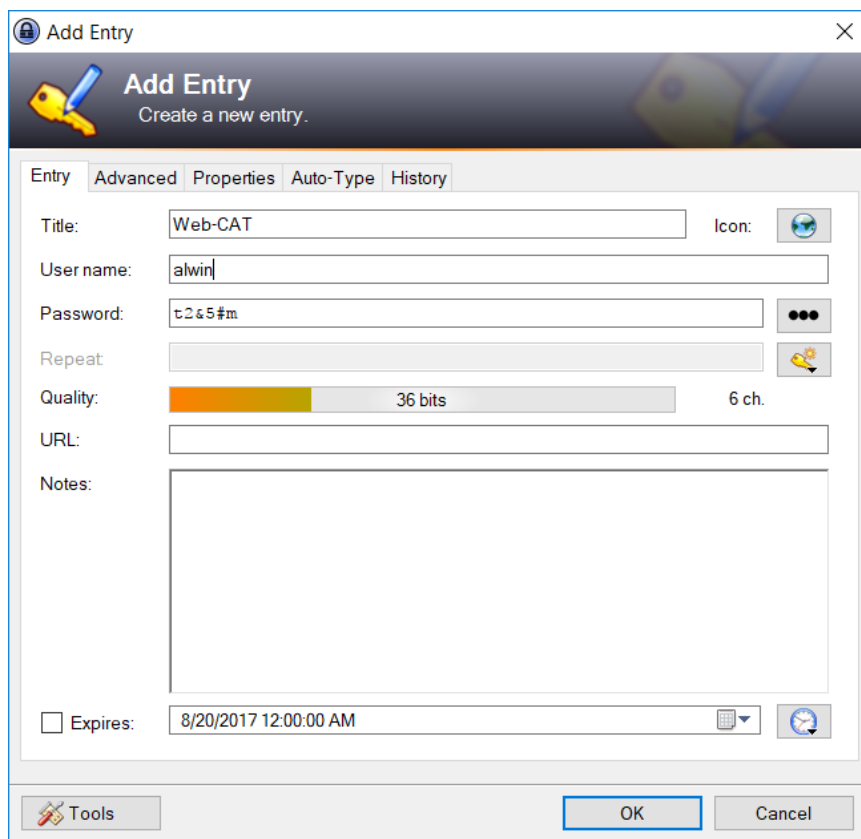 Add Entry
Add Entry
Create a new entry.
Entry Advanced Properties Auto-Type History
Title: Web-CAT Icon:
User name: alwin
Password: t2&5#m
Repeat:
Quality: 36 bits 6 ch.
URL:
Notes:
Expires: 8/20/2017 12:00:00 AM
Tools OK Cancel